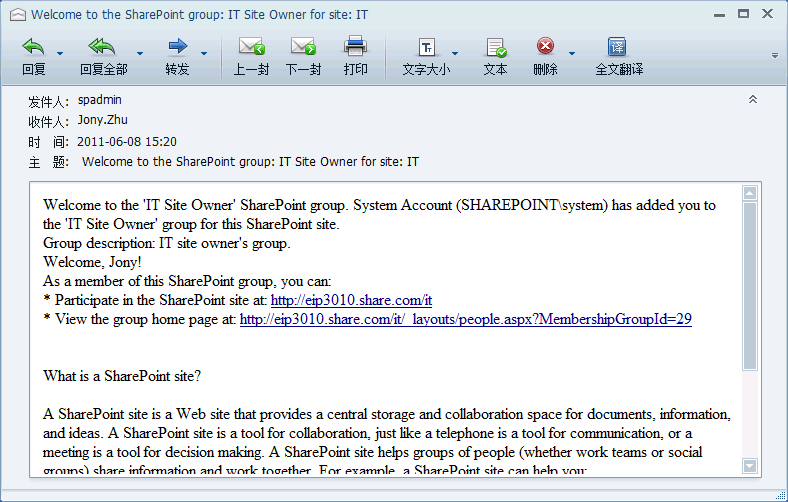 Welcome to the SharePoint group: IT Site Owner for site: IT
回复 回复全部 转发 上一封 下一封 打印 文字大小 文本 删除 全文翻译
发件人: spadmin
收件人: Jony.Zhu
时 间: 2011-06-08 15:20
主 题: Welcome to the SharePoint group: IT Site Owner for site: IT
Welcome to the 'IT Site Owner' SharePoint group. System Account (SHAREPOINT\system) has added you to
the 'IT Site Owner' group for this SharePoint site.
Group description: IT site owner's group.
Welcome, Jony!
As a member of this SharePoint group, you can:
* Participate in the SharePoint site at: http://eip3010.share.com/it
* View the group home page at: http://eip3010.share.com/it/_layouts/people.aspx?MembershipGroupId=29
What is a SharePoint site?
A SharePoint site is a Web site that provides a central storage and collaboration space for documents, information,
and ideas. A SharePoint site is a tool for collaboration, just like a telephone is a tool for communication, or a
meeting is a tool for decision making. A SharePoint site helps groups of people (whether work teams or social
groups) share information and work together. For example, a SharePoint site can help you: